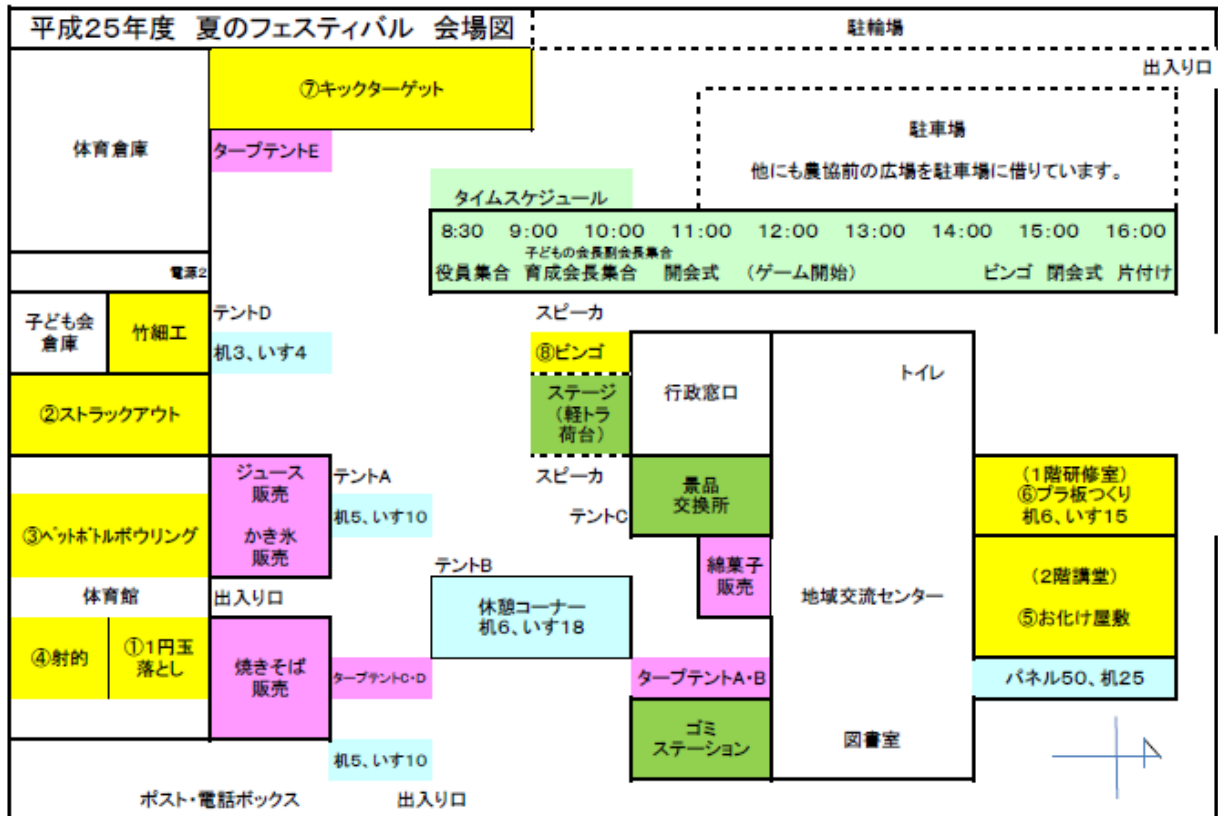 平成25年度 夏のフェスティバル 会場図
駐輪場
出入り口
⑦キックターゲット
体育倉庫
タープテントE
駐車場
他にも農協前の広場を駐車場に借りています。
タイムスケジュール
8:30 9:00 10:00 11:00 12:00 13:00 14:00 15:00 16:00
子どもの会長副会長集合
役員集合 育成会長集合 開会式 (ゲーム開始) ビンゴ 閉会式 片付け
電源2
子ども会
倉庫
竹細工
テントD
机3、いす4
スピーカ
⑧ビンゴ
ステージ
(軽トラ
荷台)
行政窓口
トイレ
②ストラックアウト
ジュース
販売
かき氷
販売
テントA
机5、いす10
スピーカ
テントC
景品
交換所
(1階研修室)
⑥プラ板つくり
机6、いす15
③ペットボトルボウリング
テントB
休憩コーナー
机6、いす18
綿菓子
販売
地域交流センター
(2階講堂)
⑤お化け屋敷
体育館
出入り口
④射的
①1円玉
落とし
焼きそば
販売
タープテントC・D
タープテントA・B
パネル50、机25
ゴミ
ステーション
図書室
机5、いす10
ポスト・電話ボックス
出入り口